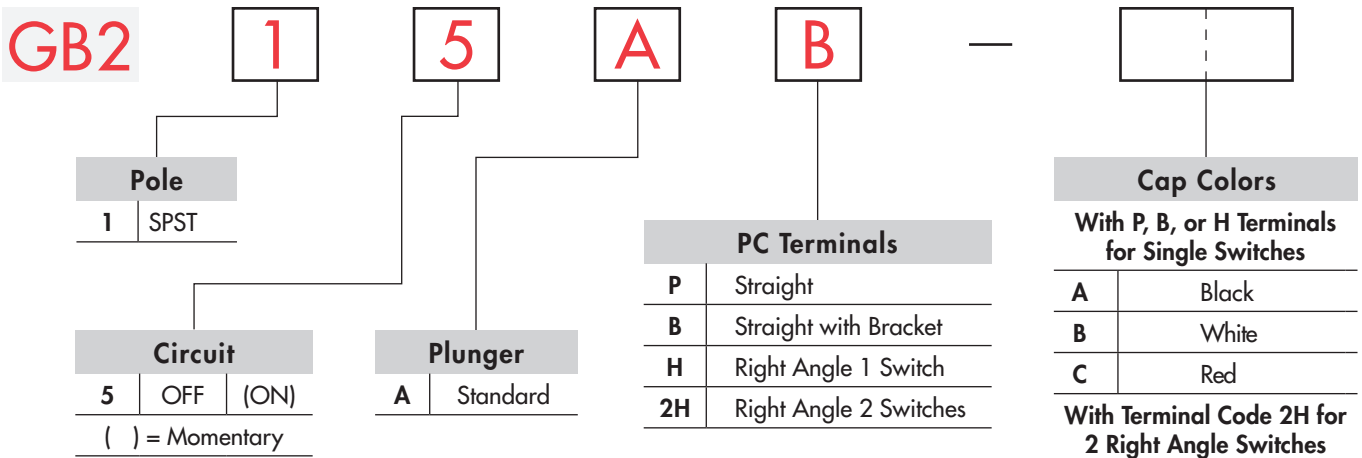 GB2 1 5 A B —
Pole
1 SPST
Circuit
5 OFF (ON)
( ) = Momentary
Plunger
A Standard
PC Terminals
P Straight
B Straight with Bracket
H Right Angle 1 Switch
2H Right Angle 2 Switches
Cap Colors
With P, B, or H Terminals
for Single Switches
A Black
B White
C Red
With Terminal Code 2H for
2 Right Angle Switches